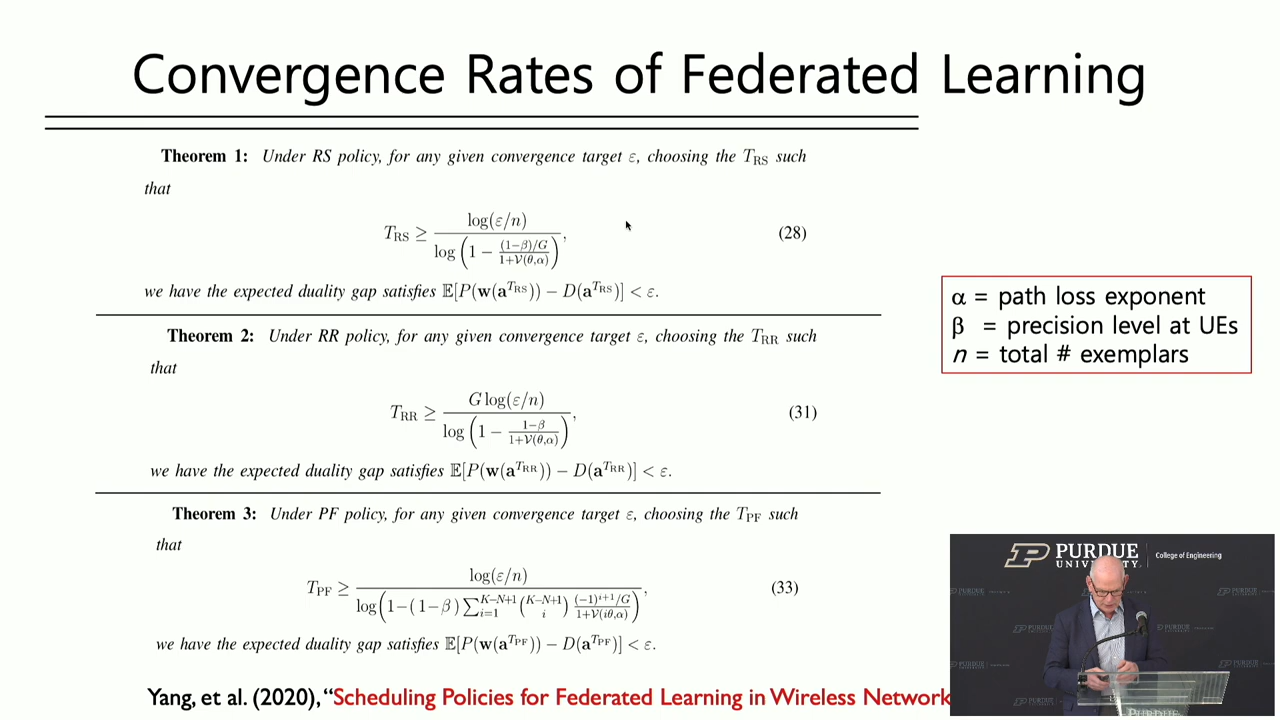 Convergence Rates of Federated Learning
Theorem 1: Under RS policy, for any given convergence target ε, choosing the T_RS such
that
T_RS ≥ log(ε/n) / log(1 − ((1−β)/G)/(1+V(θ,α))), (28)
we have the expected duality gap satisfies 𝔼[P(w(a^{T_RS})) − D(a^{T_RS})] < ε.
Theorem 2: Under RR policy, for any given convergence target ε, choosing the T_RR such
that
T_RR ≥ G log(ε/n) / log(1 − (1−β)/(1+V(θ,α))), (31)
we have the expected duality gap satisfies 𝔼[P(w(a^{T_RR})) − D(a^{T_RR})] < ε.
Theorem 3: Under PF policy, for any given convergence target ε, choosing the T_PF such
that
T_PF ≥ log(ε/n) / log(1−(1−β) ∑_{i=1}^{K−N+1} (K−N+1 choose i) ((−1)^{i+1}/G)/(1+V(iθ,α))), (33)
we have the expected duality gap satisfies 𝔼[P(w(a^{T_PF})) − D(a^{T_PF})] < ε.
α = path loss exponent
β = precision level at UEs
n = total # exemplars
PURDUE UNIVERSITY College of Engineering
Yang, et al. (2020), “Scheduling Policies for Federated Learning in Wireless Network